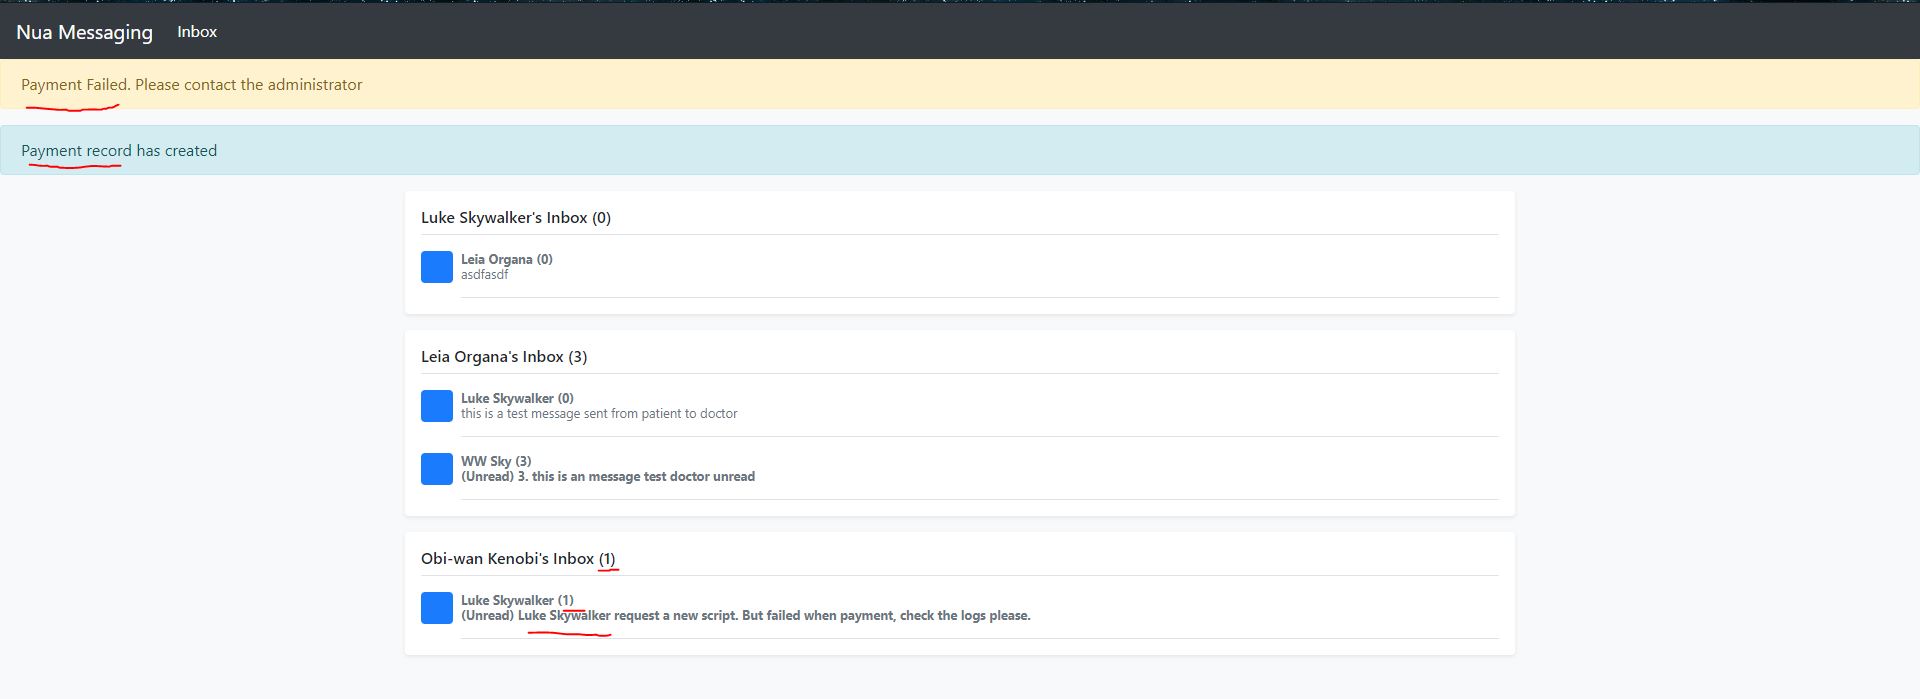 Nua Messaging Inbox
Payment Failed. Please contact the administrator
Payment record has created
Luke Skywalker's Inbox (0)
Leia Organa (0)
asdfasdf
Leia Organa's Inbox (3)
Luke Skywalker (0)
this is a test message sent from patient to doctor
WW Sky (3)
(Unread) 3. this is an message test doctor unread
Obi-wan Kenobi's Inbox (1)
Luke Skywalker (1)
(Unread) Luke Skywalker request a new script. But failed when payment, check the logs please.